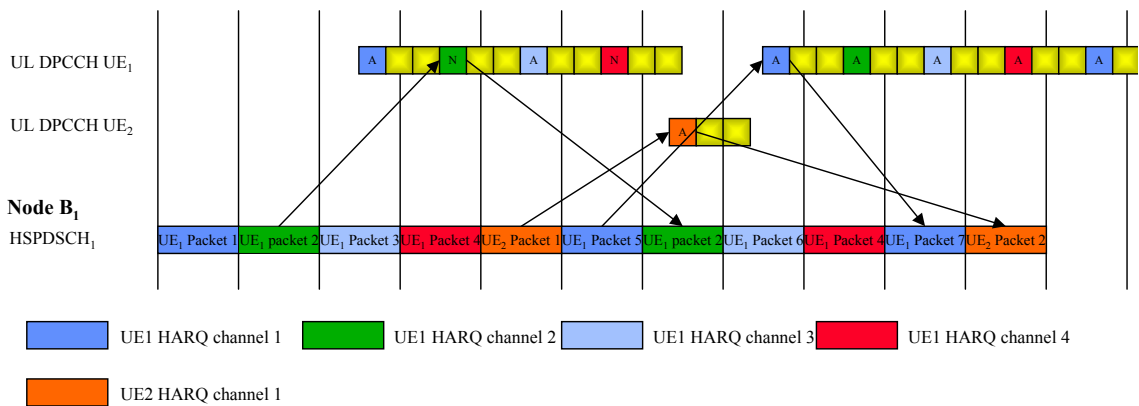 UL DPCCH UE1
A N A N A A A A A
UL DPCCH UE2
A
Node B1
HSPDSCH1
UE1 Packet 1 UE1 packet 2 UE1 Packet 3 UE1 Packet 4 UE2 Packet 1 UE1 Packet 5 UE1 packet 2 UE1 Packet 6 UE1 Packet 4 UE1 Packet 7 UE2 Packet 2
UE1 HARQ channel 1 UE1 HARQ channel 2 UE1 HARQ channel 3 UE1 HARQ channel 4
UE2 HARQ channel 1